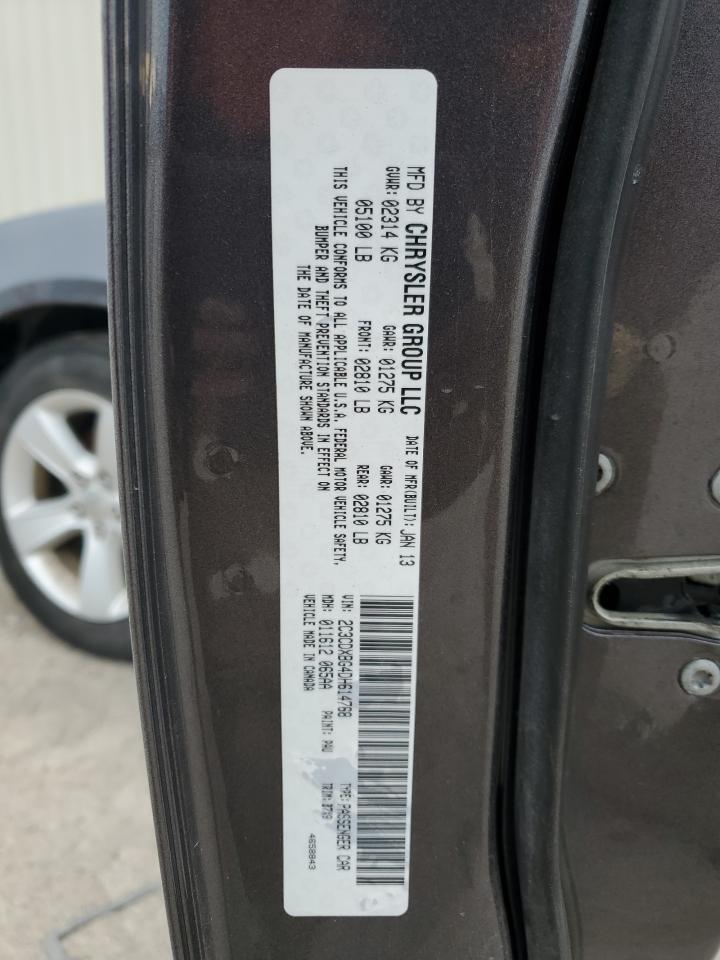 MFD BY CHRYSLER GROUP LLC
DATE OF MFR(BUILT): JAN 13
GVWR: 02314 KG GAWR: 01275 KG GAWR: 01275 KG
05100 LB FRONT: 02810 LB REAR: 02810 LB
THIS VEHICLE CONFORMS TO ALL APPLICABLE U.S.A. FEDERAL MOTOR VEHICLE SAFETY,
BUMPER AND THEFT PREVENTION STANDARDS IN EFFECT ON
THE DATE OF MANUFACTURE SHOWN ABOVE.
VIN: 2C3CDXBG4DH614768 TYPE: PASSENGER CAR
MDH: 011612 065AA PAINT: PAU TRIM:
VEHICLE MADE IN CANADA
4658843